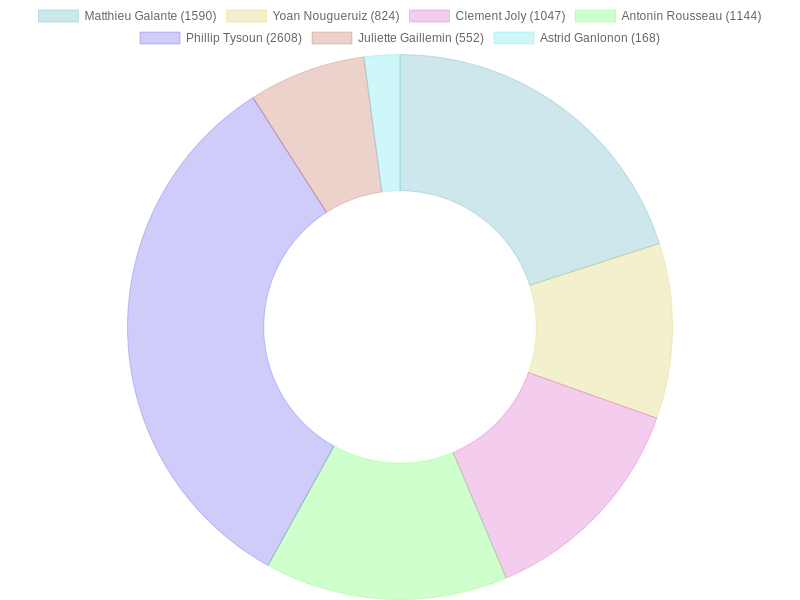 Matthieu Galante (1590) Yoan Nougueruiz (824) Clement Joly (1047) Antonin Rousseau (1144)
Phillip Tysoun (2608) Juliette Gaillemin (552) Astrid Ganlonon (168)